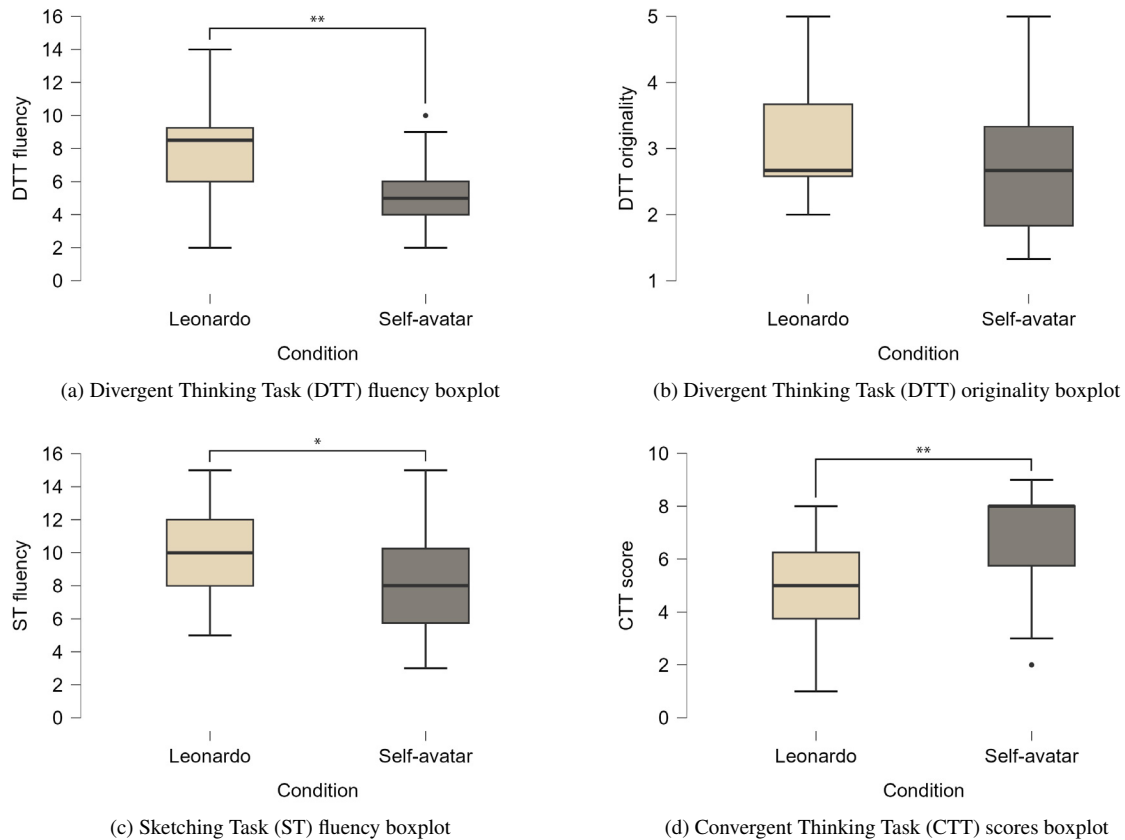 16
14
12
10
8
6
4
2
0
DTT fluency
**
Leonardo
Self-avatar
Condition
(a) Divergent Thinking Task (DTT) fluency boxplot
5
4
3
2
1
DTT originality
Leonardo
Self-avatar
Condition
(b) Divergent Thinking Task (DTT) originality boxplot
16
14
12
10
8
6
4
2
0
ST fluency
*
Leonardo
Self-avatar
Condition
(c) Sketching Task (ST) fluency boxplot
10
8
6
4
2
0
CTT score
**
Leonardo
Self-avatar
Condition
(d) Convergent Thinking Task (CTT) scores boxplot